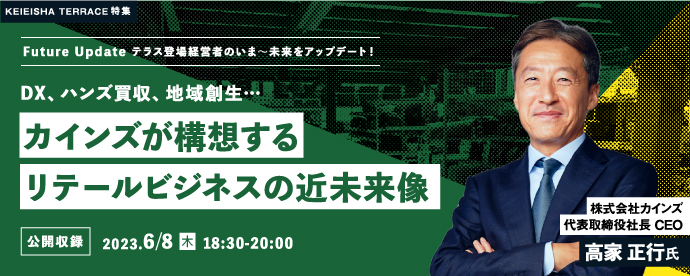 KEIEISHA TERRACE 特集
Future Update テラス登場経営者のいま〜未来をアップデート!
DX、ハンズ買収、地域創生…
カインズが構想する
リテールビジネスの近未来像
公開収録 2023.6/8 木 18:30-20:00
株式会社カインズ
代表取締役社長 CEO
高家 正行氏